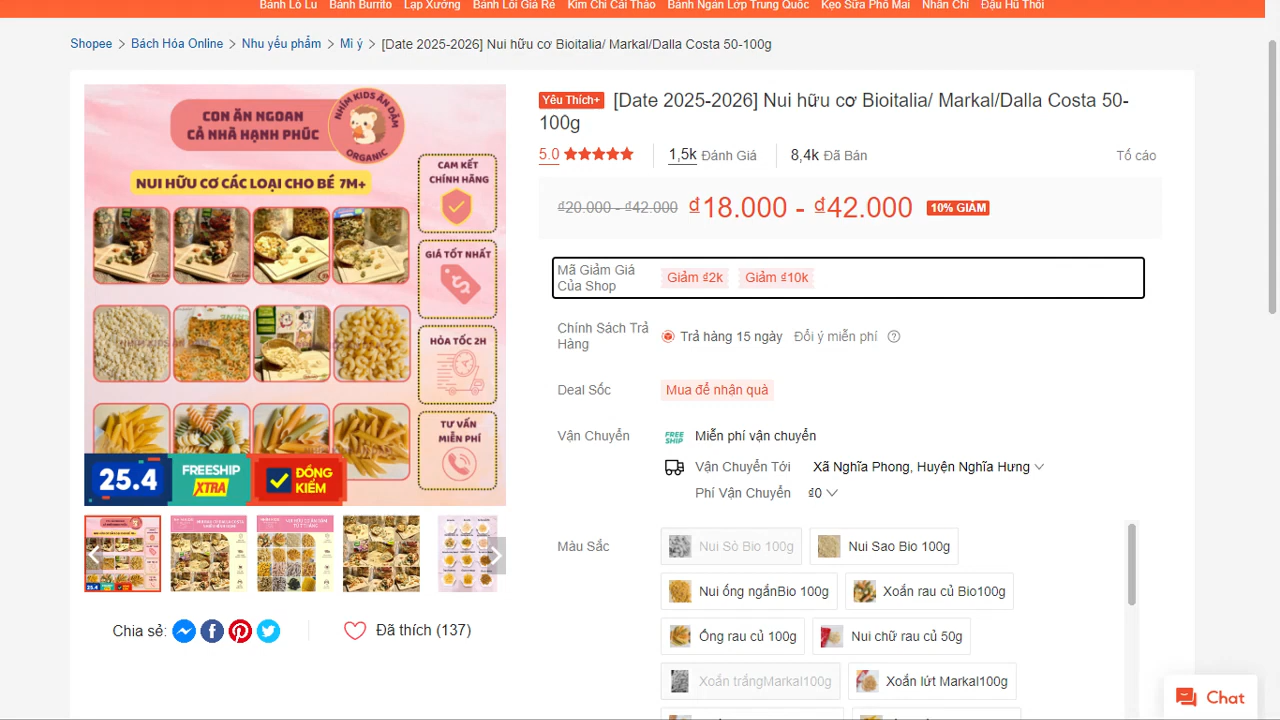 Bánh Lỗ Lu Bánh Burrito Lạp Xưởng Bánh Lỗi Giá Rẻ Kim Chi Cải Thảo Bánh Ngàn Lớp Trung Quốc Kẹo Sữa Phô Mai Nhãn Chí Đậu Hũ Thối
Shopee > Bách Hóa Online > Nhu yếu phẩm > Mì ý > [Date 2025-2026] Nui hữu cơ Bioitalia/ Markal/Dalla Costa 50-100g
CON ĂN NGOAN
CẢ NHÀ HẠNH PHÚC
NHÍM KIDS ĂN DẶM
ORGANIC
NUI HỮU CƠ CÁC LOẠI CHO BÉ 7M+
CAM KẾT
CHÍNH HÃNG
GIÁ TỐT NHẤT
HỎA TỐC 2H
TƯ VẤN
MIỄN PHÍ
25.4
FREESHIP
XTRA
ĐỒNG
KIỂM
Chia sẻ:
Đã thích (137)
Yêu Thích+ [Date 2025-2026] Nui hữu cơ Bioitalia/ Markal/Dalla Costa 50-
100g
5.0 1,5k Đánh Giá 8,4k Đã Bán Tố cáo
₫20.000 - ₫42.000 ₫18.000 - ₫42.000 10% GIẢM
Mã Giảm Giá
Của Shop
Giảm ₫2k Giảm ₫10k
Chính Sách Trả
Hàng
Trả hàng 15 ngày Đổi ý miễn phí
Deal Sốc Mua để nhận quà
Vận Chuyển FREE SHIP Miễn phí vận chuyển
Vận Chuyển Tới Xã Nghĩa Phong, Huyện Nghĩa Hưng
Phí Vận Chuyển ₫0
Màu Sắc Nui Sò Bio 100g Nui Sao Bio 100g
Nui ống ngắnBio 100g Xoắn rau củ Bio100g
Ống rau củ 100g Nui chữ rau củ 50g
Xoắn trắngMarkal100g Xoắn lứt Markal100g
Chat